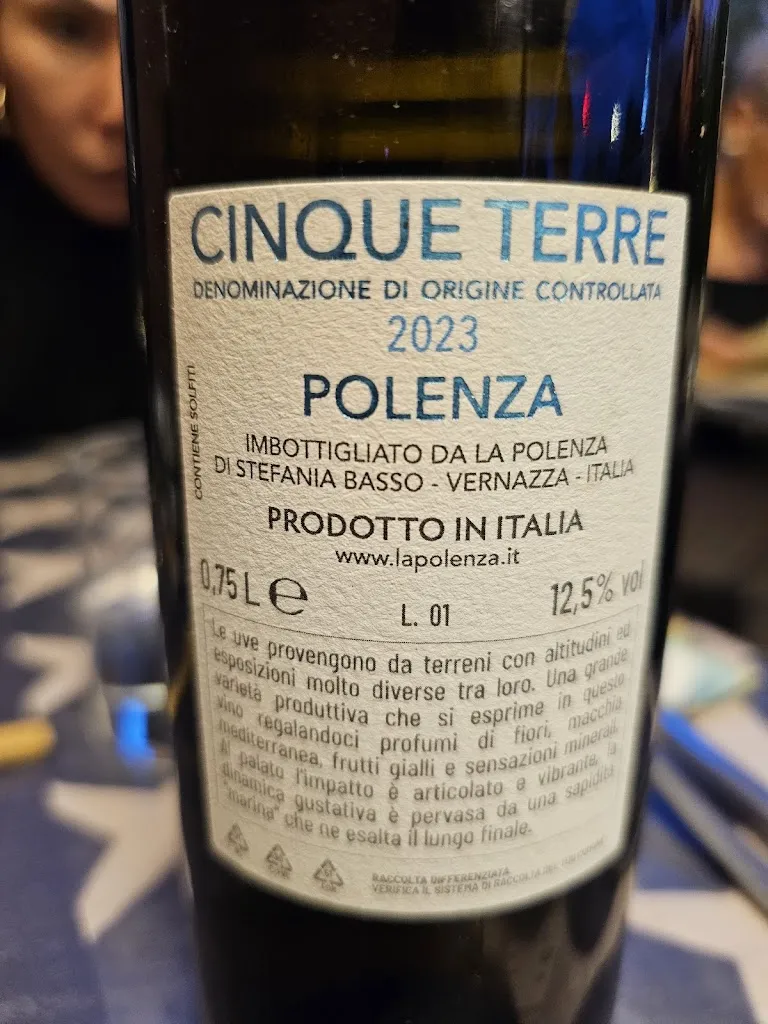 CINQUE TERRE
DENOMINAZIONE DI ORIGINE CONTROLLATA
2023
POLENZA
CONTIENE SOLFITI
IMBOTTIGLIATO DA LA POLENZA
DI STEFANIA BASSO - VERNAZZA - ITALIA
PRODOTTO IN ITALIA
www.lapolenza.it
0,75 L e
L. 01
12,5% vol
Le uve provengono da terreni con altitudini ed
esposizioni molto diverse tra loro. Una grande
varietà produttiva che si esprime in questo
vino regalandoci profumi di fiori, macchia
mediterranea, frutti gialli e sensazioni minerali.
Al palato l'impatto è articolato e vibrante, la
dinamica gustativa è pervasa da una sapidità
"marina" che ne esalta il lungo finale.
RACCOLTA DIFFERENZIATA
VERIFICA IL SISTEMA DI RACCOLTA DEL